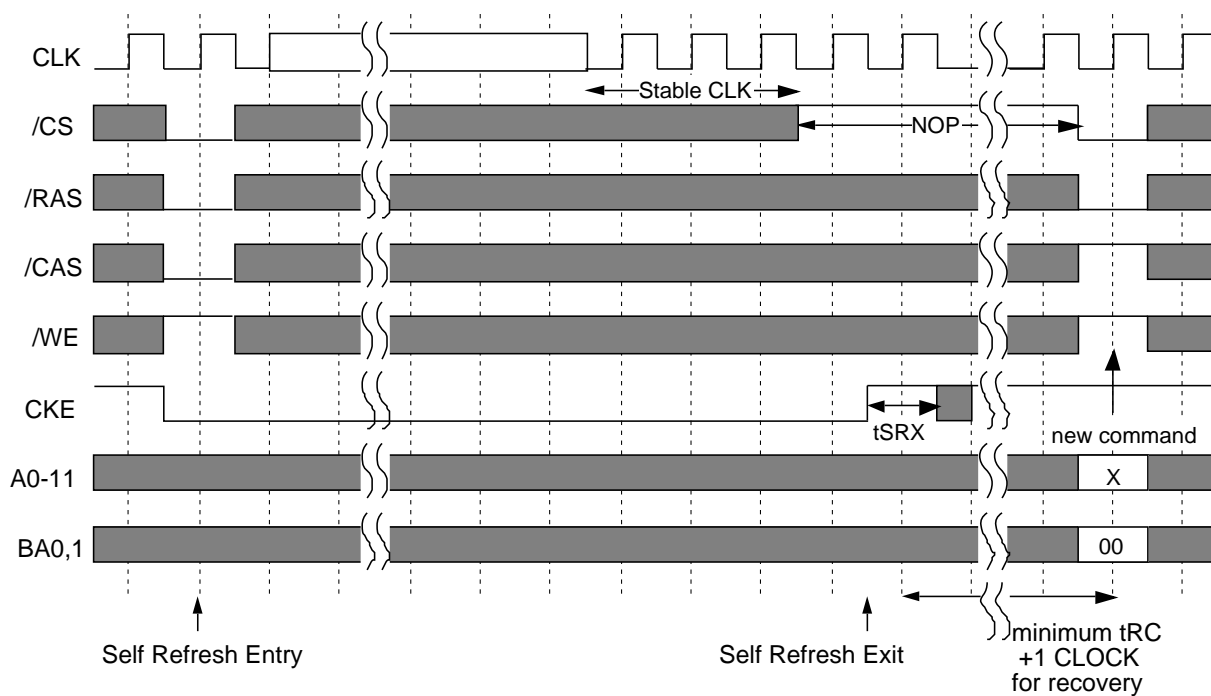 CLK
Stable CLK
/CS
NOP
/RAS
/CAS
/WE
CKE
tSRX
new command
A0-11
X
BA0,1
00
Self Refresh Entry
Self Refresh Exit
minimum tRC
+1 CLOCK
for recovery